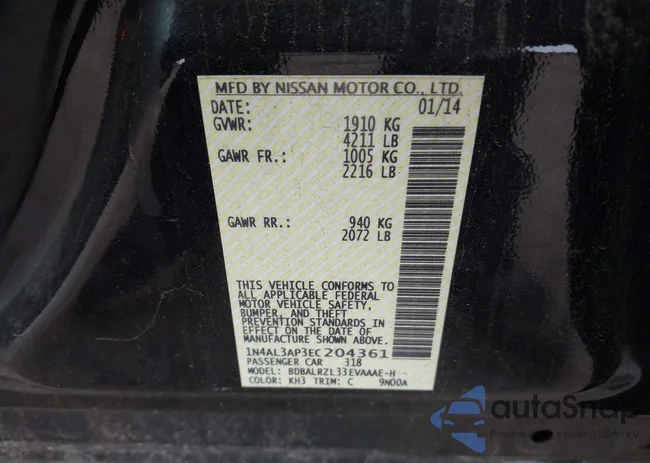 MFD BY NISSAN MOTOR CO., LTD.
DATE: 01/14
GVWR: 1910 KG
4211 LB
GAWR FR.: 1005 KG
2216 LB
GAWR RR.: 940 KG
2072 LB
THIS VEHICLE CONFORMS TO
ALL APPLICABLE FEDERAL
MOTOR VEHICLE SAFETY,
BUMPER, AND THEFT
PREVENTION STANDARDS IN
EFFECT ON THE DATE OF
MANUFACTURE SHOWN ABOVE.
1N4AL3AP3EC204361
PASSENGER CAR 318
MODEL: BDBALRZL33EVAAAE-H
COLOR: KH3 TRIM: C 9N00A
autoSnap